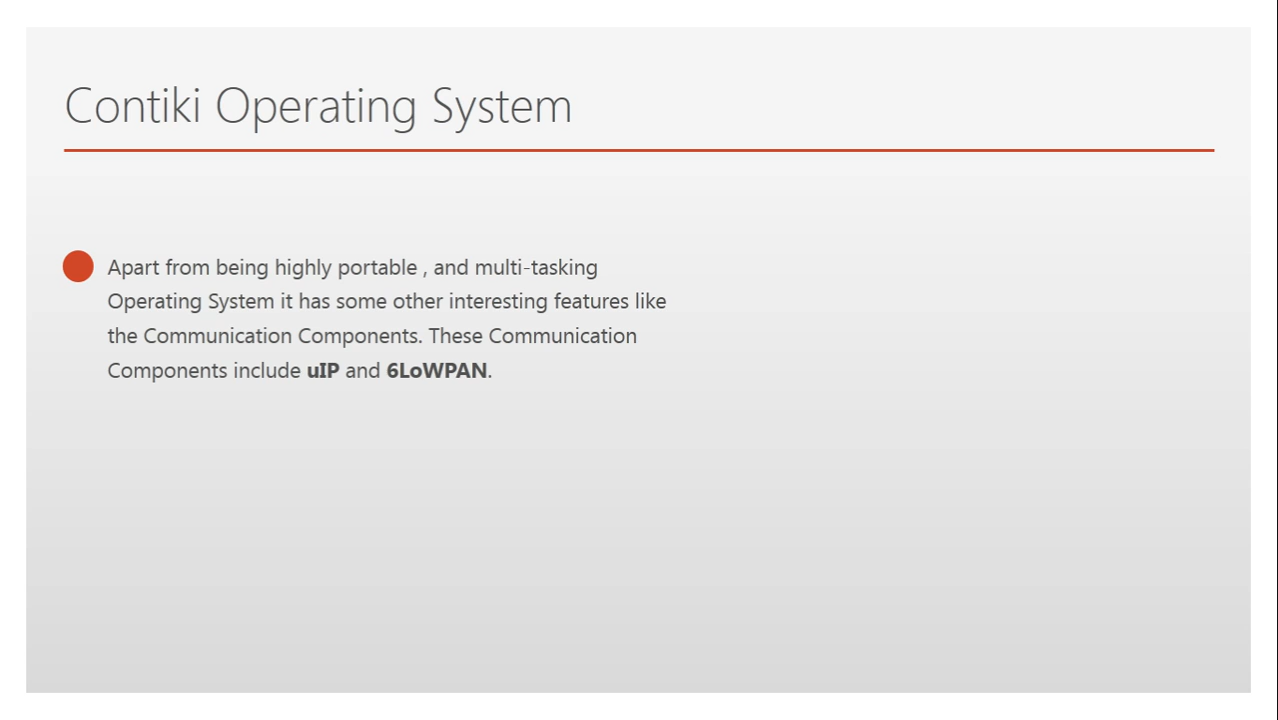 Contiki Operating System
Apart from being highly portable , and multi-tasking
Operating System it has some other interesting features like
the Communication Components. These Communication
Components include uIP and 6LoWPAN.